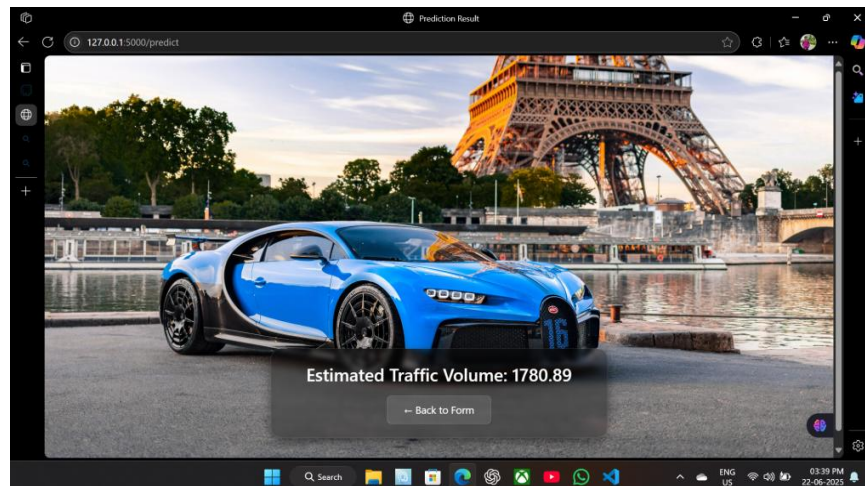 Prediction Result
127.0.0.1:5000/predict
16
Estimated Traffic Volume: 1780.89
← Back to Form
Search
ENG
US
03:39 PM
22-06-2025